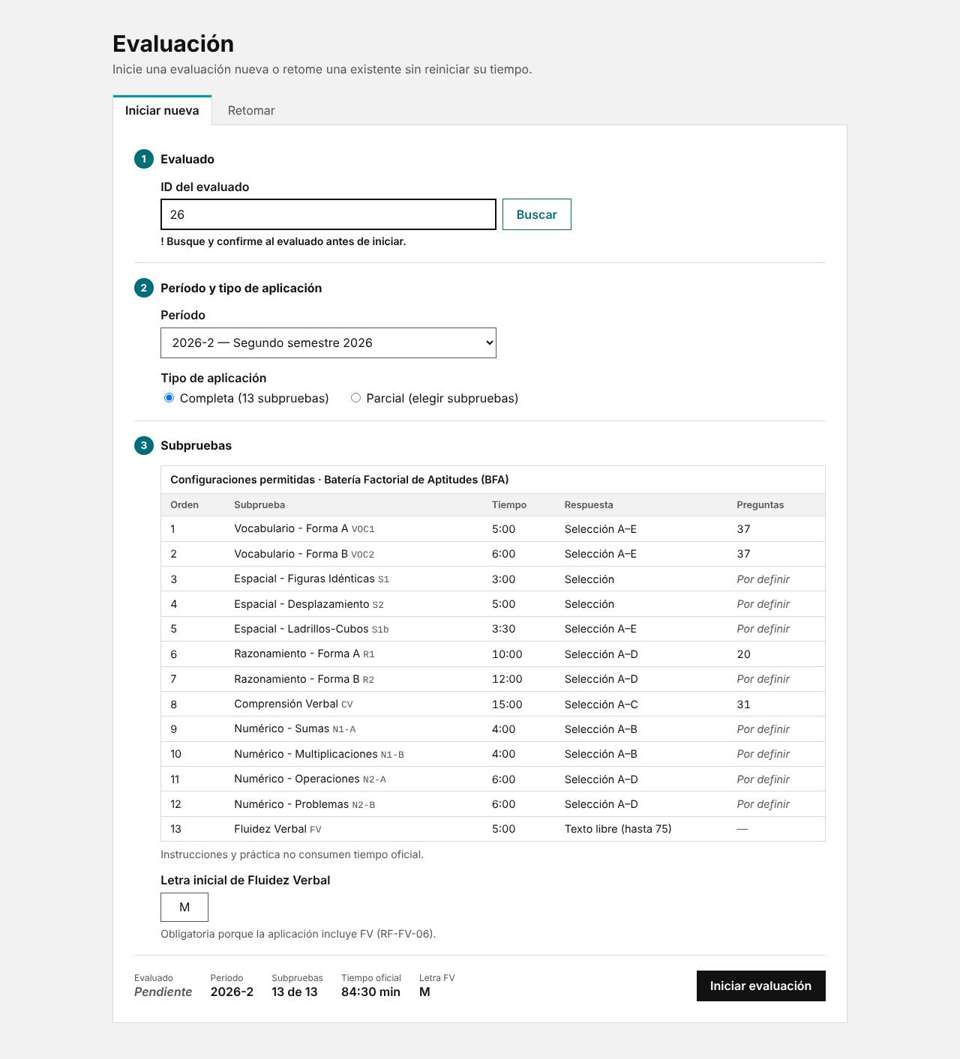 Evaluación
Inicie una evaluación nueva o retome una existente sin reiniciar su tiempo.
Iniciar nueva Retomar
1 Evaluado
ID del evaluado
26 Buscar
! Busque y confirme al evaluado antes de iniciar.
2 Período y tipo de aplicación
Período
2026-2 — Segundo semestre 2026
Tipo de aplicación
Completa (13 subpruebas) Parcial (elegir subpruebas)
3 Subpruebas
Configuraciones permitidas · Batería Factorial de Aptitudes (BFA)
Orden Subprueba Tiempo Respuesta Preguntas
1 Vocabulario - Forma A VOC1 5:00 Selección A–E 37
2 Vocabulario - Forma B VOC2 6:00 Selección A–E 37
3 Espacial - Figuras Idénticas S1 3:00 Selección Por definir
4 Espacial - Desplazamiento S2 5:00 Selección Por definir
5 Espacial - Ladrillos-Cubos S1b 3:30 Selección A–E Por definir
6 Razonamiento - Forma A R1 10:00 Selección A–D 20
7 Razonamiento - Forma B R2 12:00 Selección A–D Por definir
8 Comprensión Verbal CV 15:00 Selección A–C 31
9 Numérico - Sumas N1-A 4:00 Selección A–B Por definir
10 Numérico - Multiplicaciones N1-B 4:00 Selección A–B Por definir
11 Numérico - Operaciones N2-A 6:00 Selección A–D Por definir
12 Numérico - Problemas N2-B 6:00 Selección A–D Por definir
13 Fluidez Verbal FV 5:00 Texto libre (hasta 75) —
Instrucciones y práctica no consumen tiempo oficial.
Letra inicial de Fluidez Verbal
M
Obligatoria porque la aplicación incluye FV (RF-FV-06).
Evaluado Período Subpruebas Tiempo oficial Letra FV
Pendiente 2026-2 13 de 13 84:30 min M
Iniciar evaluación